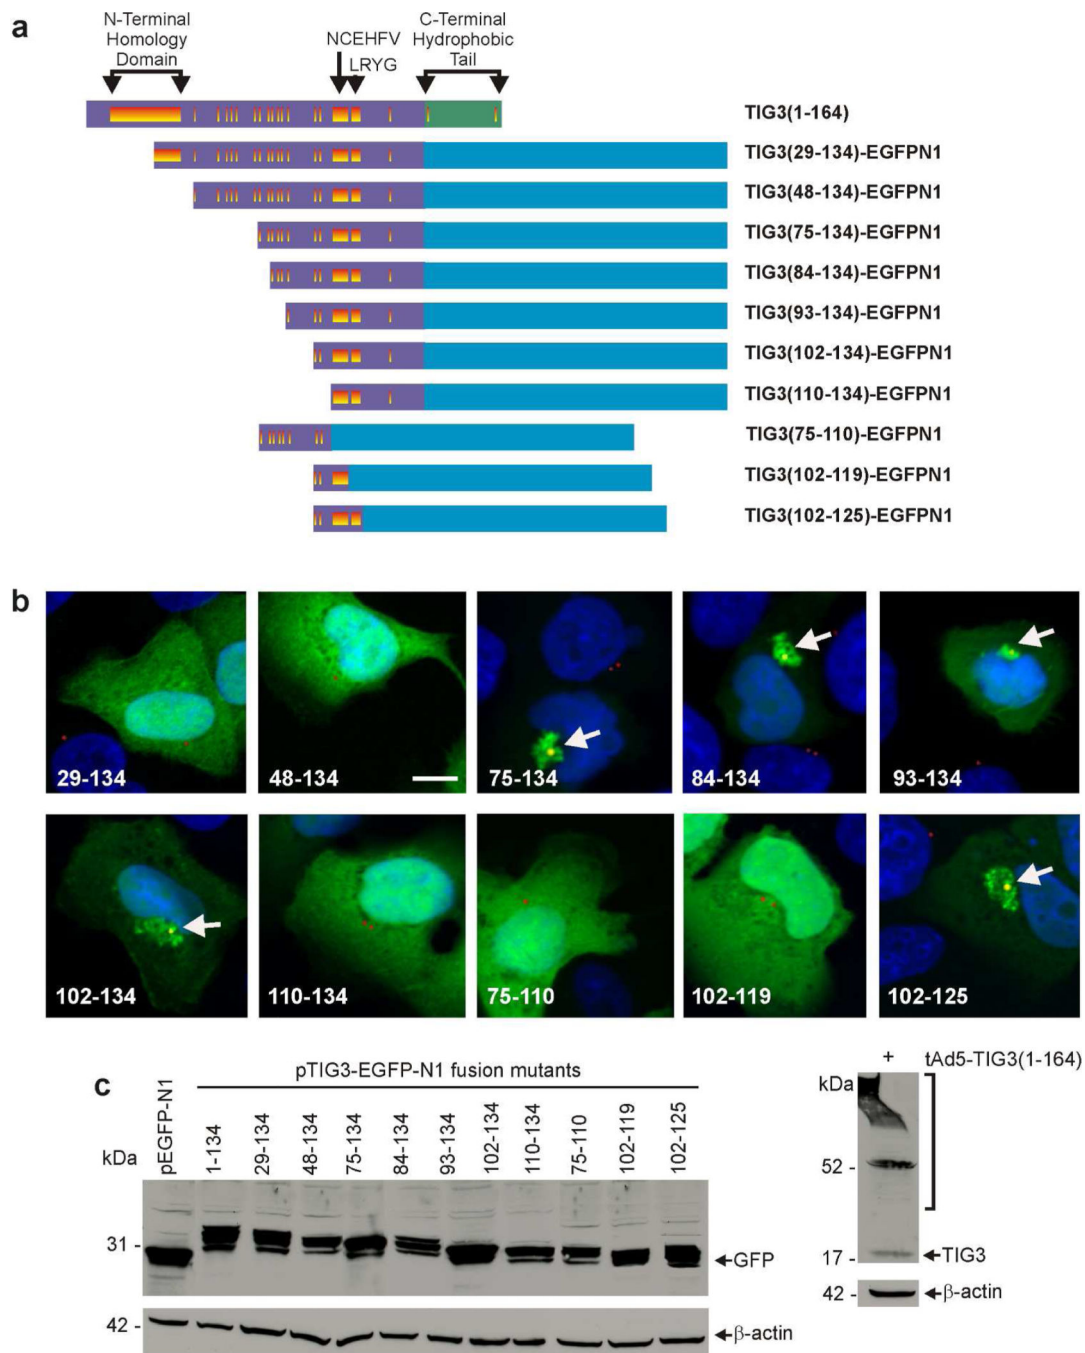 a
N-Terminal
Homology
Domain
NCEHFV
LRYG
C-Terminal
Hydrophobic
Tail
TIG3(1-164)
TIG3(29-134)-EGFPN1
TIG3(48-134)-EGFPN1
TIG3(75-134)-EGFPN1
TIG3(84-134)-EGFPN1
TIG3(93-134)-EGFPN1
TIG3(102-134)-EGFPN1
TIG3(110-134)-EGFPN1
TIG3(75-110)-EGFPN1
TIG3(102-119)-EGFPN1
TIG3(102-125)-EGFPN1
b
29-134
48-134
75-134
84-134
93-134
102-134
110-134
75-110
102-119
102-125
c
pTIG3-EGFP-N1 fusion mutants
kDa
pEGFP-N1
1-134
29-134
48-134
75-134
84-134
93-134
102-134
110-134
75-110
102-119
102-125
31 -
GFP
42 -
β-actin
+ tAd5-TIG3(1-164)
kDa
52 -
17 -
TIG3
42 -
β-actin